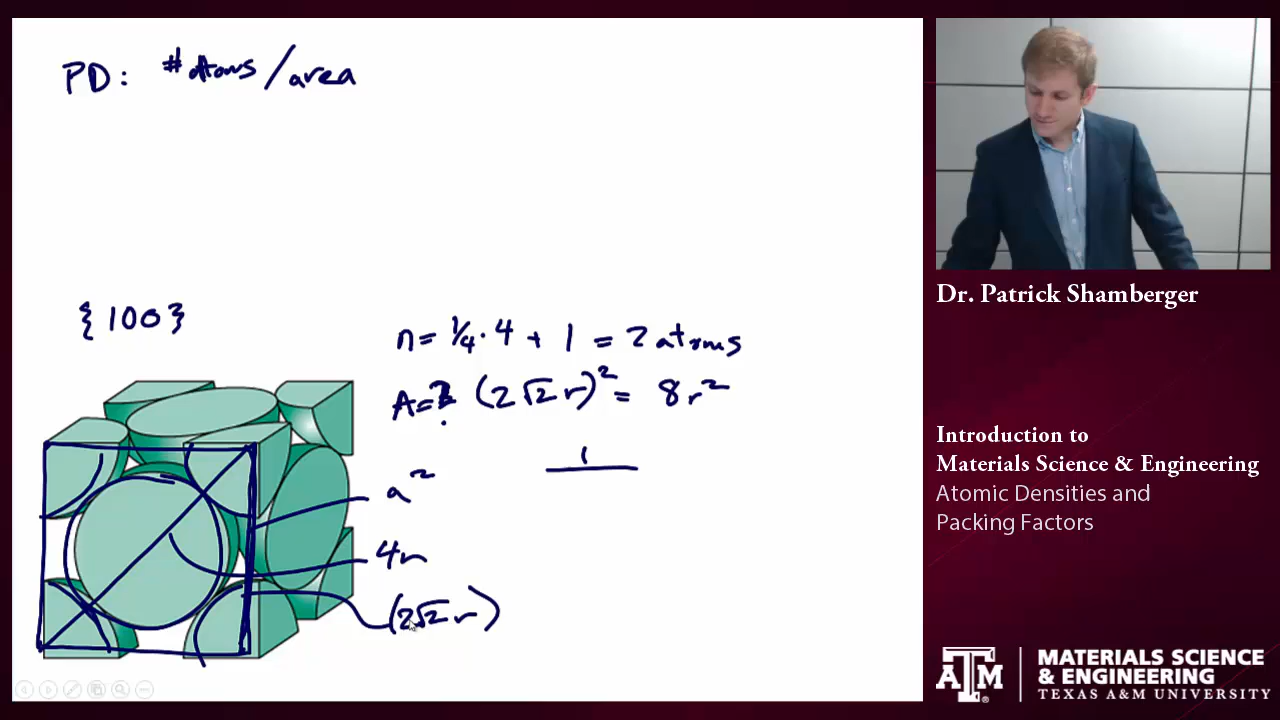 PD: # atoms / area
{100}
n = 1/4 · 4 + 1 = 2 atoms
A = (2√2 r)² = 8r²
1
a²
4r
(2√2 r)
Dr. Patrick Shamberger
Introduction to
Materials Science & Engineering
Atomic Densities and
Packing Factors
ATM
MATERIALS SCIENCE
& ENGINEERING
TEXAS A&M UNIVERSITY